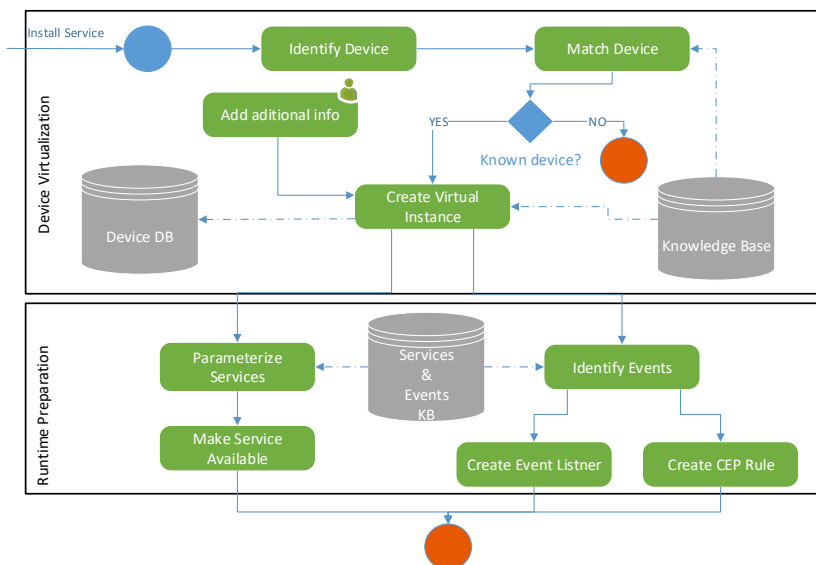 Install Service
Identify Device
Match Device
Add aditional info
YES
NO
Known device?
Device Virtualization
Create Virtual
Instance
Device DB
Knowledge Base
Runtime Preparation
Parameterize
Services
Services
&
Events
KB
Identify Events
Make Service
Available
Create Event Listner
Create CEP Rule